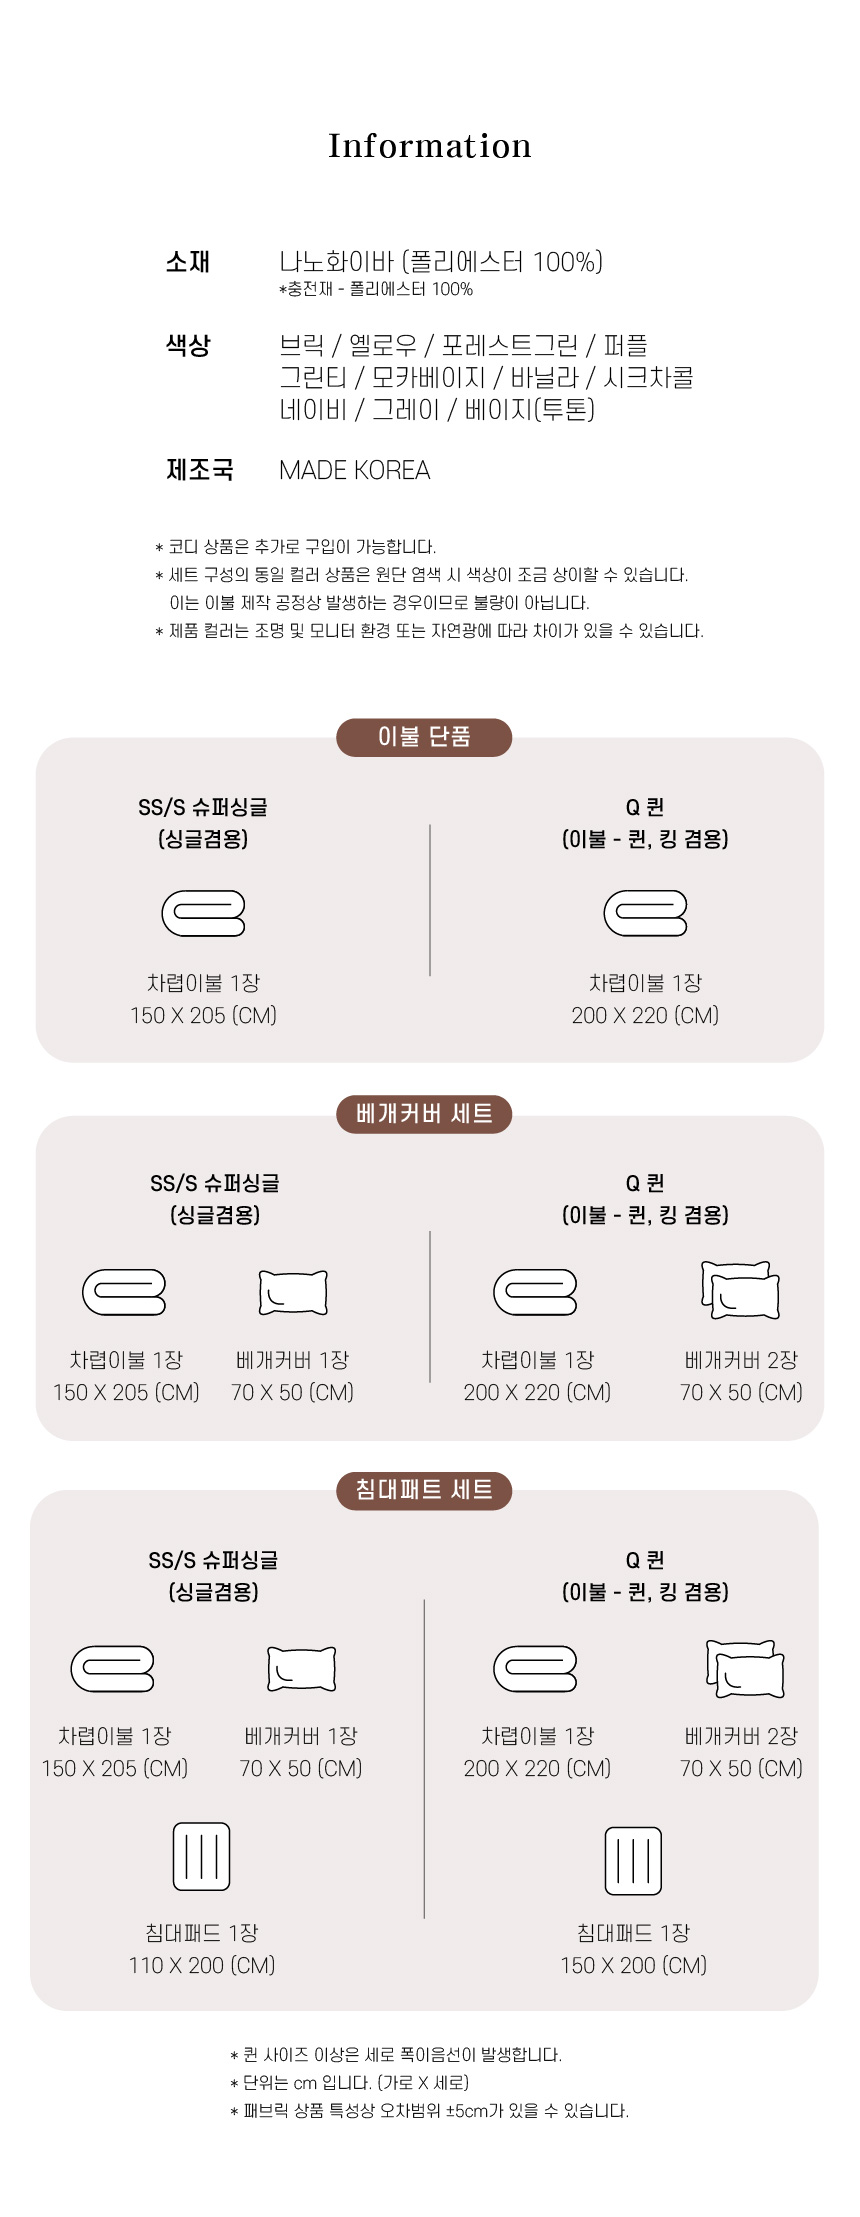 Information
소재 나노화이바 (폴리에스터 100%)
*충전재 - 폴리에스터 100%
색상 브릭 / 옐로우 / 포레스트그린 / 퍼플
그린티 / 모카베이지 / 바닐라 / 시크차콜
네이비 / 그레이 / 베이지(투톤)
제조국 MADE KOREA
* 코디 상품은 추가로 구입이 가능합니다.
* 세트 구성의 동일 컬러 상품은 원단 염색 시 색상이 조금 상이할 수 있습니다.
이는 이불 제작 공정상 발생하는 경우이므로 불량이 아닙니다.
* 제품 컬러는 조명 및 모니터 환경 또는 자연광에 따라 차이가 있을 수 있습니다.
이불 단품
SS/S 슈퍼싱글
(싱글겸용)
차렵이불 1장
150 X 205 (CM)
Q 퀸
(이불 - 퀸, 킹 겸용)
차렵이불 1장
200 X 220 (CM)
베개커버 세트
SS/S 슈퍼싱글
(싱글겸용)
차렵이불 1장
150 X 205 (CM)
베개커버 1장
70 X 50 (CM)
Q 퀸
(이불 - 퀸, 킹 겸용)
차렵이불 1장
200 X 220 (CM)
베개커버 2장
70 X 50 (CM)
침대패트 세트
SS/S 슈퍼싱글
(싱글겸용)
차렵이불 1장
150 X 205 (CM)
베개커버 1장
70 X 50 (CM)
침대패드 1장
110 X 200 (CM)
Q 퀸
(이불 - 퀸, 킹 겸용)
차렵이불 1장
200 X 220 (CM)
베개커버 2장
70 X 50 (CM)
침대패드 1장
150 X 200 (CM)
* 퀸 사이즈 이상은 세로 폭이음선이 발생합니다.
* 단위는 cm 입니다. (가로 X 세로)
* 패브릭 상품 특성상 오차범위 ±5cm가 있을 수 있습니다.